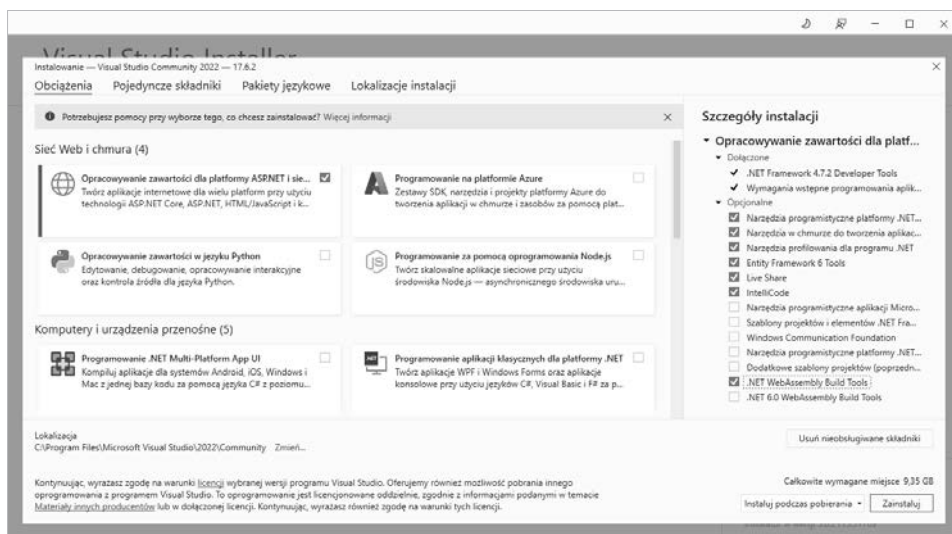 Visual Studio Installer
Instalowanie — Visual Studio Community 2022 — 17.6.2
Obciążenia Pojedyncze składniki Pakiety językowe Lokalizacje instalacji
Potrzebujesz pomocy przy wyborze tego, co chcesz zainstalować? Więcej informacji
Sieć Web i chmura (4)
Opracowywanie zawartości dla platformy ASP.NET i sie...
Twórz aplikacje internetowe dla wielu platform przy użyciu
technologii ASP.NET Core, ASP.NET, HTML/JavaScript i k...
Programowanie na platformie Azure
Zestawy SDK, narzędzia i projekty platformy Azure do
tworzenia aplikacji w chmurze i zasobów za pomocą plat...
Opracowywanie zawartości w języku Python
Edytowanie, debugowanie, opracowywanie interakcyjne
oraz kontrola źródła dla języka Python.
Programowanie za pomocą oprogramowania Node.js
Twórz skalowalne aplikacje sieciowe przy użyciu
środowiska Node.js — asynchronicznego środowiska uru...
Komputery i urządzenia przenośne (5)
Programowanie .NET Multi-Platform App UI
Kompiluj aplikacje dla systemów Android, iOS, Windows i
Mac z jednej bazy kodu za pomocą języka C# z poziomu...
Programowanie aplikacji klasycznych dla platformy .NET
Twórz aplikacje WPF i Windows Forms oraz aplikacje
konsolowe przy użyciu języków C#, Visual Basic i F# za p...
Szczegóły instalacji
Opracowywanie zawartości dla platf...
Dołączone
.NET Framework 4.7.2 Developer Tools
Wymagania wstępne programowania aplik...
Opcjonalne
Narzędzia programistyczne platformy .NET...
Narzędzia w chmurze do tworzenia aplikac...
Narzędzia profilowania dla programu .NET
Entity Framework 6 Tools
Live Share
IntelliCode
Narzędzia programistyczne aplikacji Micro...
Szablony projektów i elementów .NET Fra...
Windows Communication Foundation
Narzędzia programistyczne platformy .NET...
Dodatkowe szablony projektów (poprzedn...
.NET WebAssembly Build Tools
.NET 6.0 WebAssembly Build Tools
Lokalizacja
C:\Program Files\Microsoft Visual Studio\2022\Community Zmień...
Usuń nieobsługiwane składniki
Kontynuując, wyrażasz zgodę na warunki licencji wybranej wersji programu Visual Studio. Oferujemy również możliwość pobrania innego
oprogramowania z programem Visual Studio. To oprogramowanie jest licencjonowane oddzielnie, zgodnie z informacjami podanymi w temacie
Materiały innych producentów lub w dołączonej licencji. Kontynuując, wyrażasz również zgodę na warunki tych licencji.
Całkowite wymagane miejsce 9,35 GB
Instaluj podczas pobierania Zainstaluj